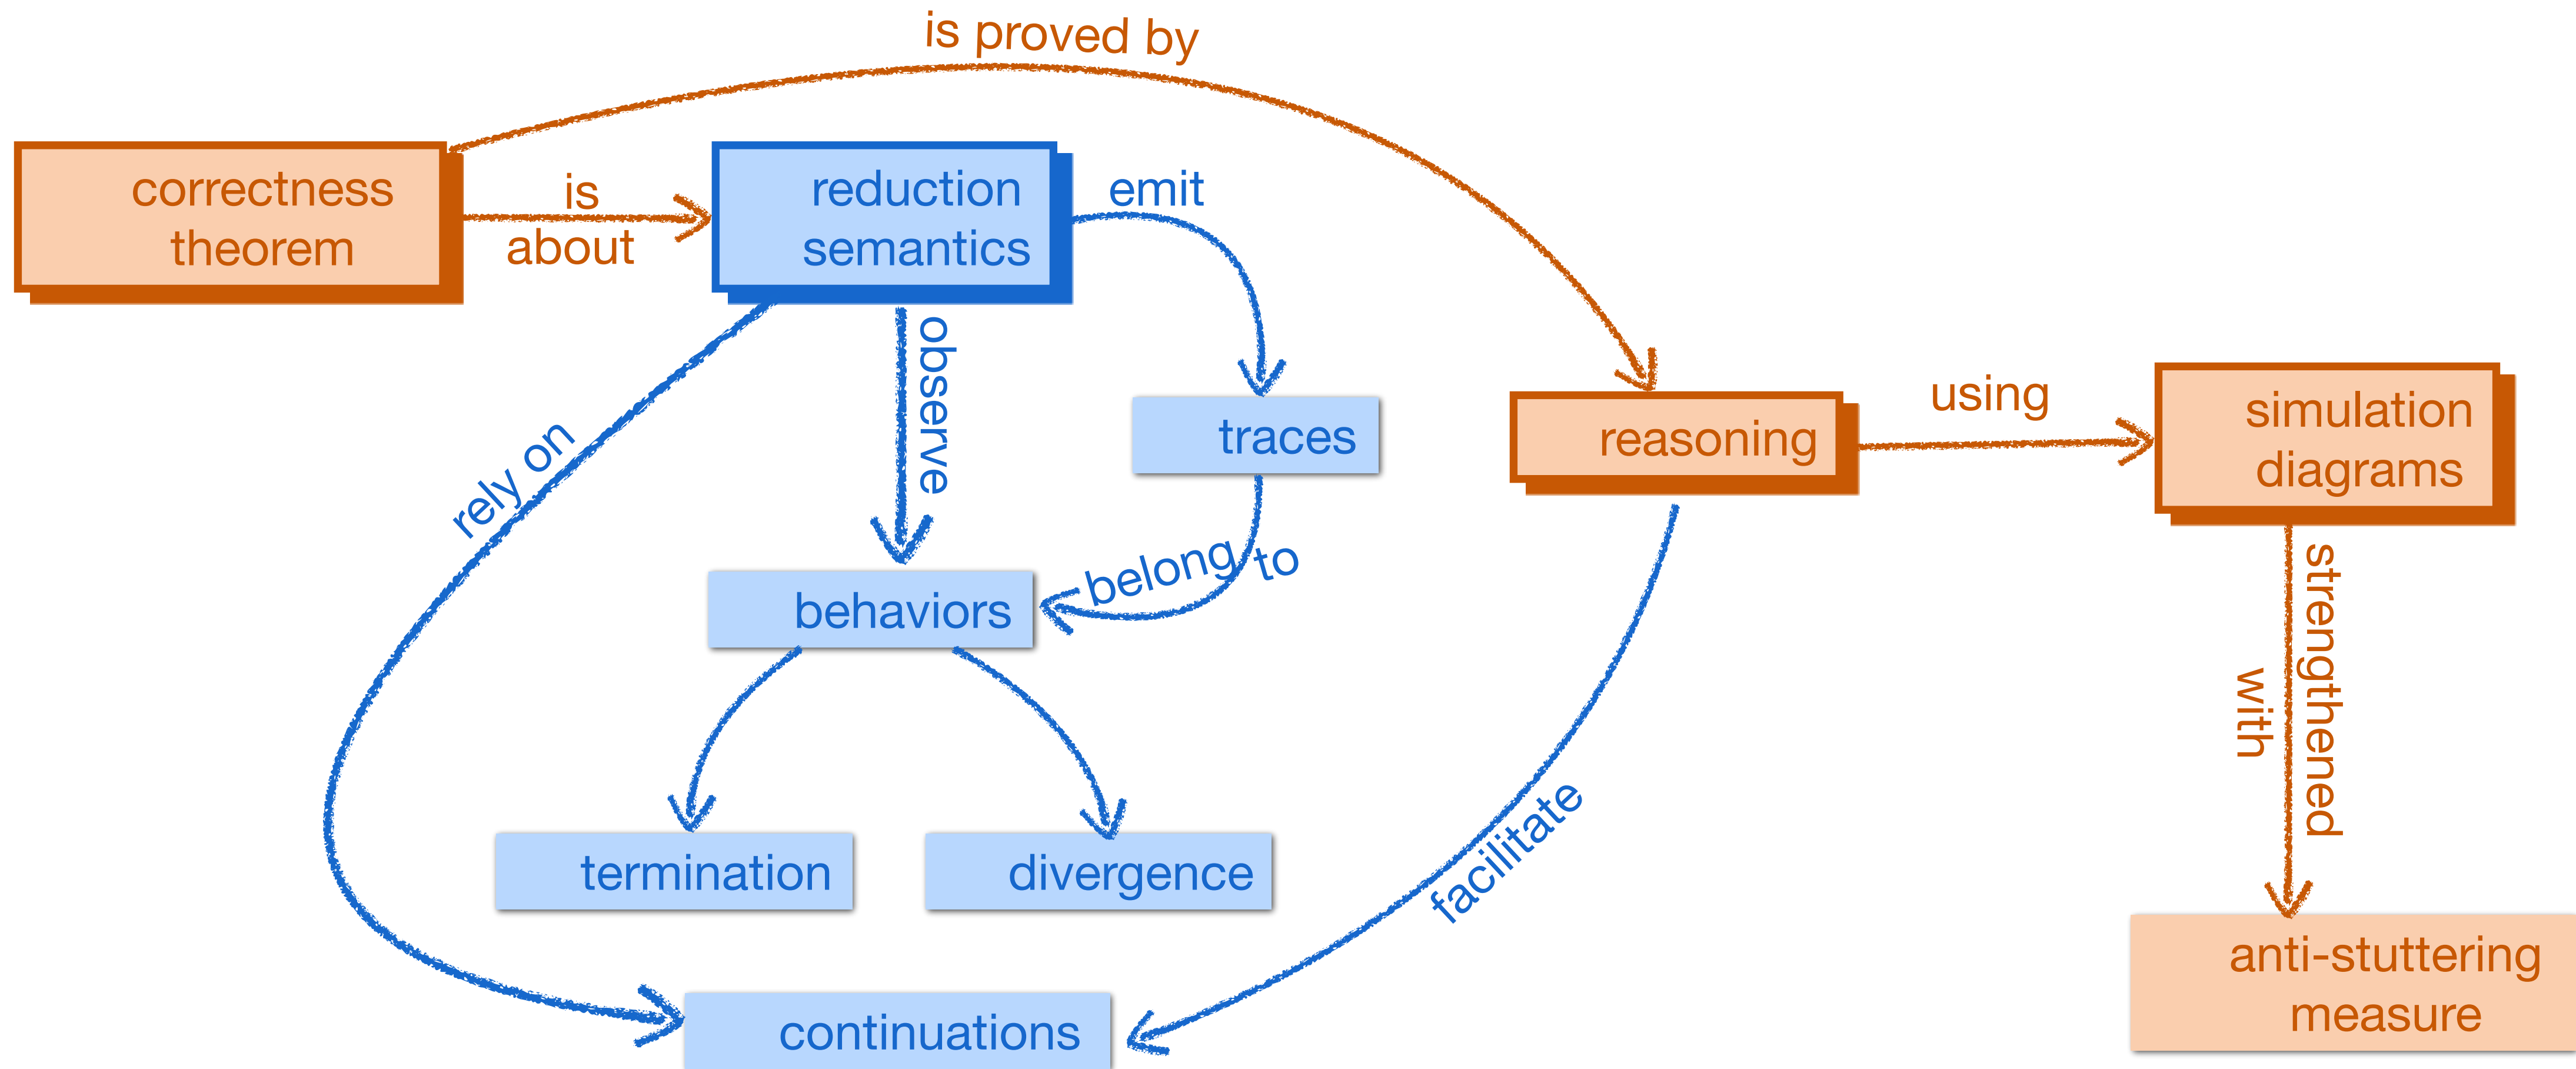 is proved by
correctness
theorem
is
about
reduction
semantics
emit
observe
rely on
traces
reasoning
using
simulation
diagrams
belong to
behaviors
strengthened
with
termination
divergence
facilitate
anti-stuttering
measure
continuations